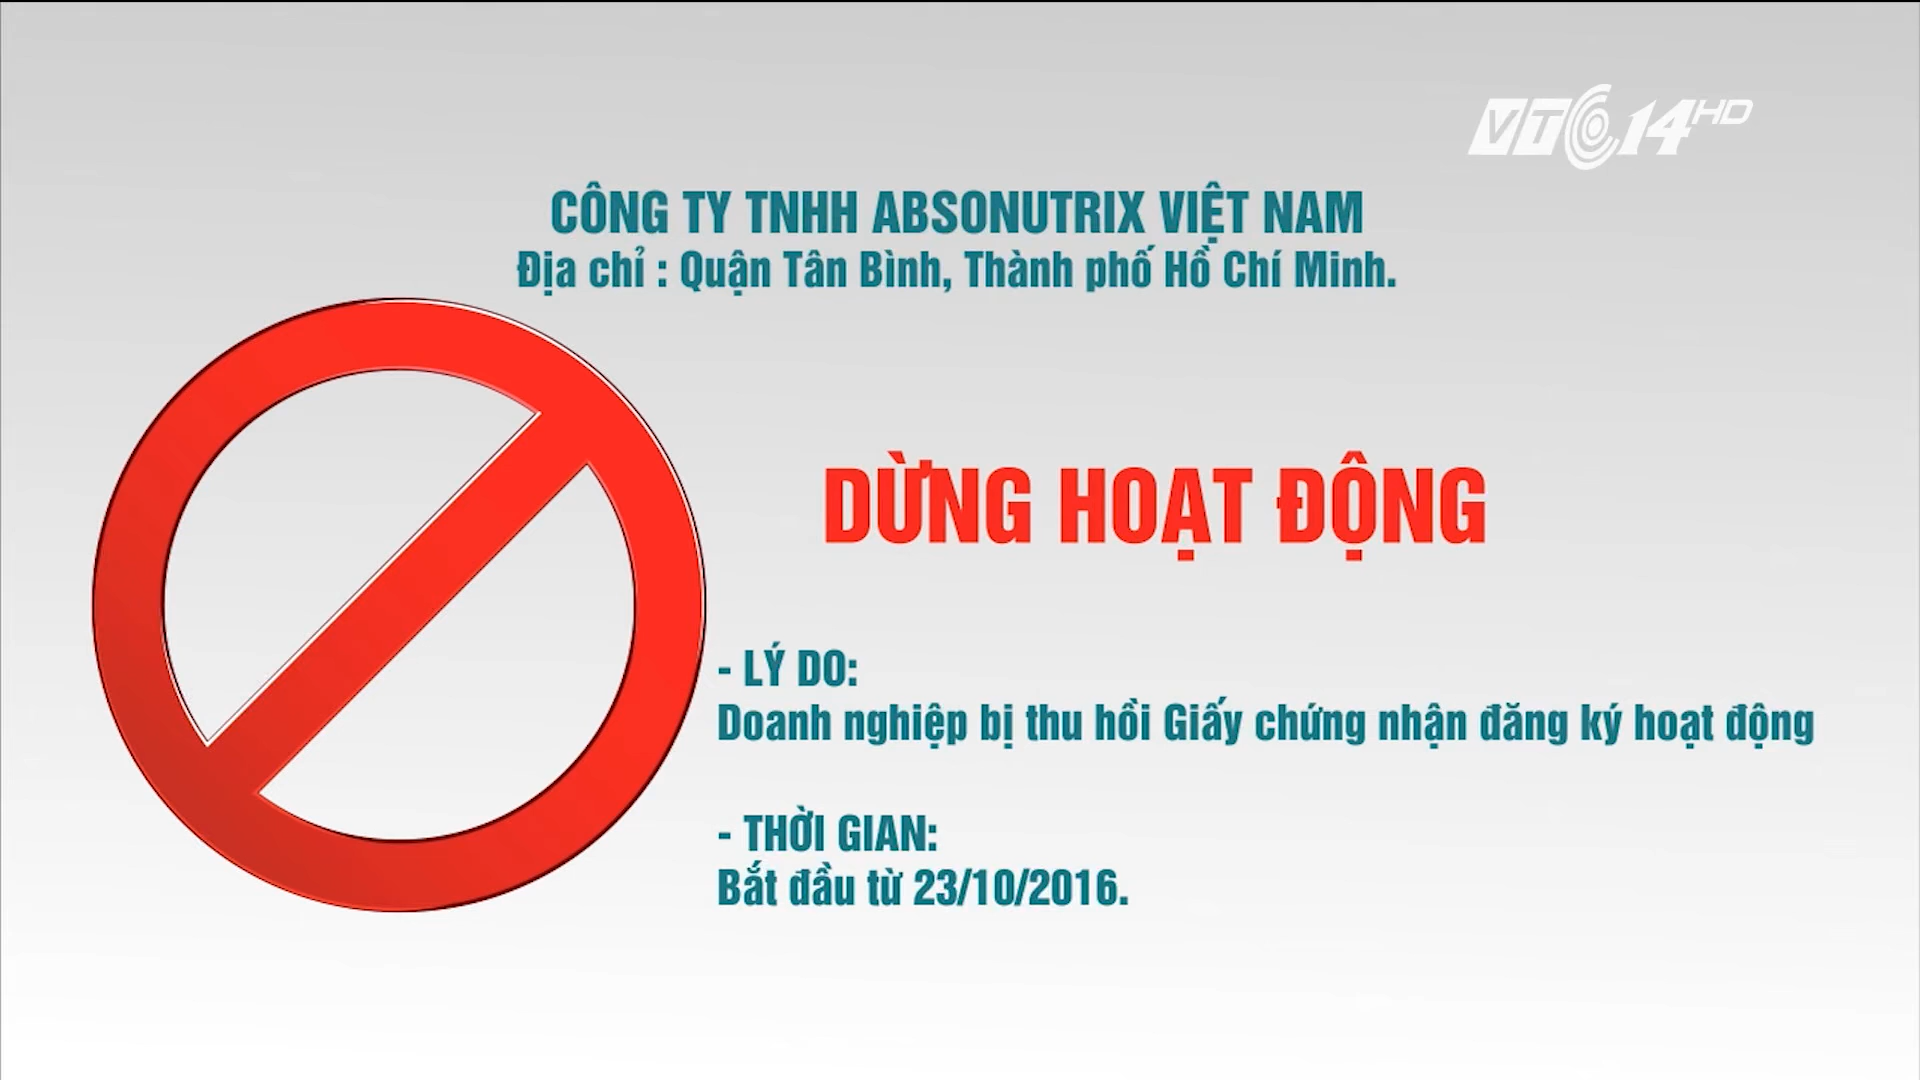 VTC14 HD
CÔNG TY TNHH ABSONUTRIX VIỆT NAM
Địa chỉ : Quận Tân Bình, Thành phố Hồ Chí Minh.
DỪNG HOẠT ĐỘNG
- LÝ DO:
Doanh nghiệp bị thu hồi Giấy chứng nhận đăng ký hoạt động
- THỜI GIAN:
Bắt đầu từ 23/10/2016.